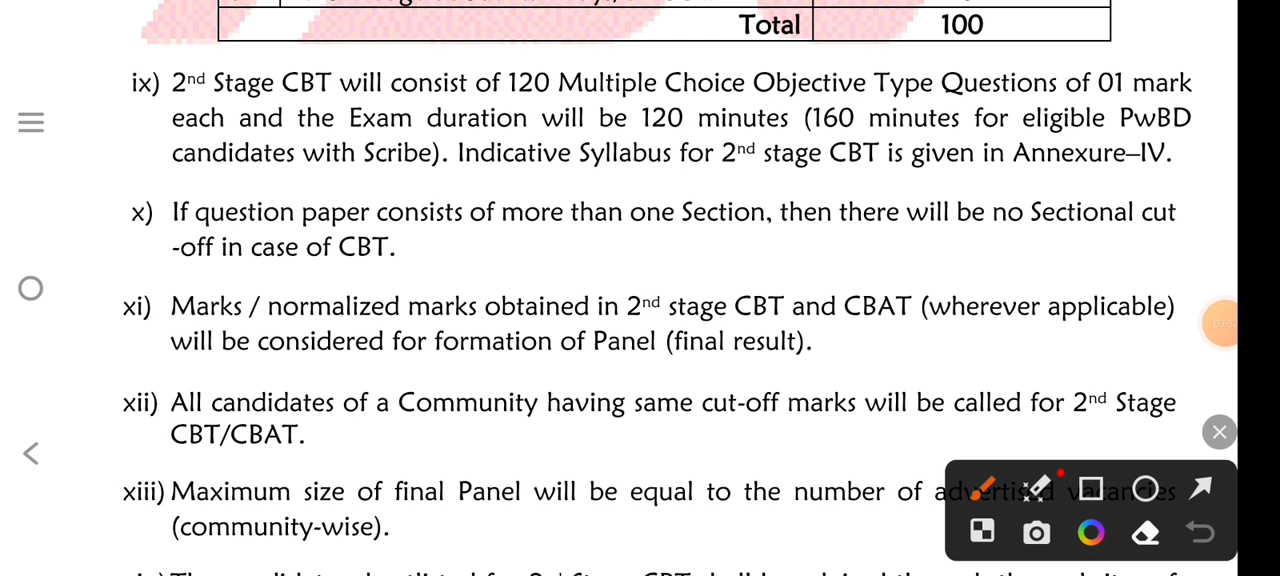 Total 100
ix) 2nd Stage CBT will consist of 120 Multiple Choice Objective Type Questions of 01 mark
each and the Exam duration will be 120 minutes (160 minutes for eligible PwBD
candidates with Scribe). Indicative Syllabus for 2nd stage CBT is given in Annexure–IV.
x) If question paper consists of more than one Section, then there will be no Sectional cut
-off in case of CBT.
xi) Marks / normalized marks obtained in 2nd stage CBT and CBAT (wherever applicable)
will be considered for formation of Panel (final result).
xii) All candidates of a Community having same cut-off marks will be called for 2nd Stage
CBT/CBAT.
xiii) Maximum size of final Panel will be equal to the number of advertised vacancies
(community-wise).